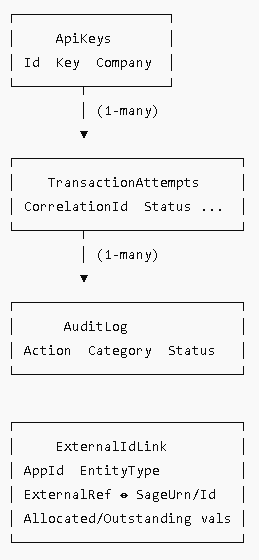 ApiKeys
Id Key Company
(1-many)
TransactionAttempts
CorrelationId Status ...
(1-many)
AuditLog
Action Category Status
ExternalIdLink
AppId EntityType
ExternalRef ↔ SageUrn/Id
Allocated/Outstanding vals